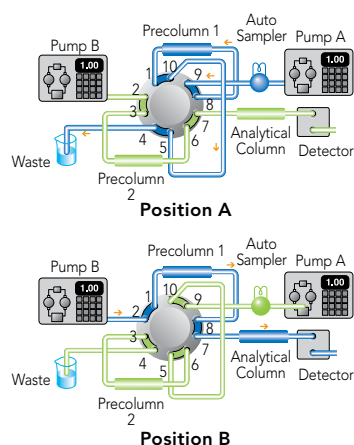 Precolumn 1
Auto
Sampler
Pump A
Pump B
1.00
1.00
1
10
9
2
8
3
7
4
5
6
Waste
Precolumn
2
Analytical
Column
Detector
Position A
Precolumn 1
Auto
Sampler
Pump A
Pump B
1.00
1.00
1
10
9
2
8
3
7
4
5
6
Waste
Precolumn
2
Analytical
Column
Detector
Position B